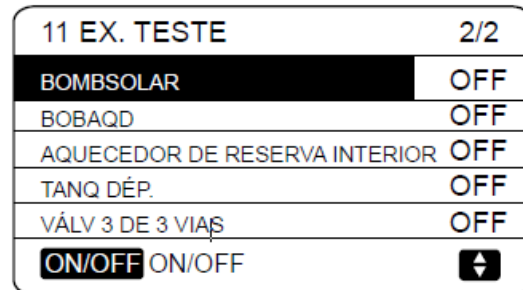 11 EX. TESTE 2/2
BOMBSOLAR OFF
BOBAQD OFF
AQUECEDOR DE RESERVA INTERIOR OFF
TANQ DÉP. OFF
VÁLV 3 DE 3 VIAS OFF
ON/OFF ON/OFF